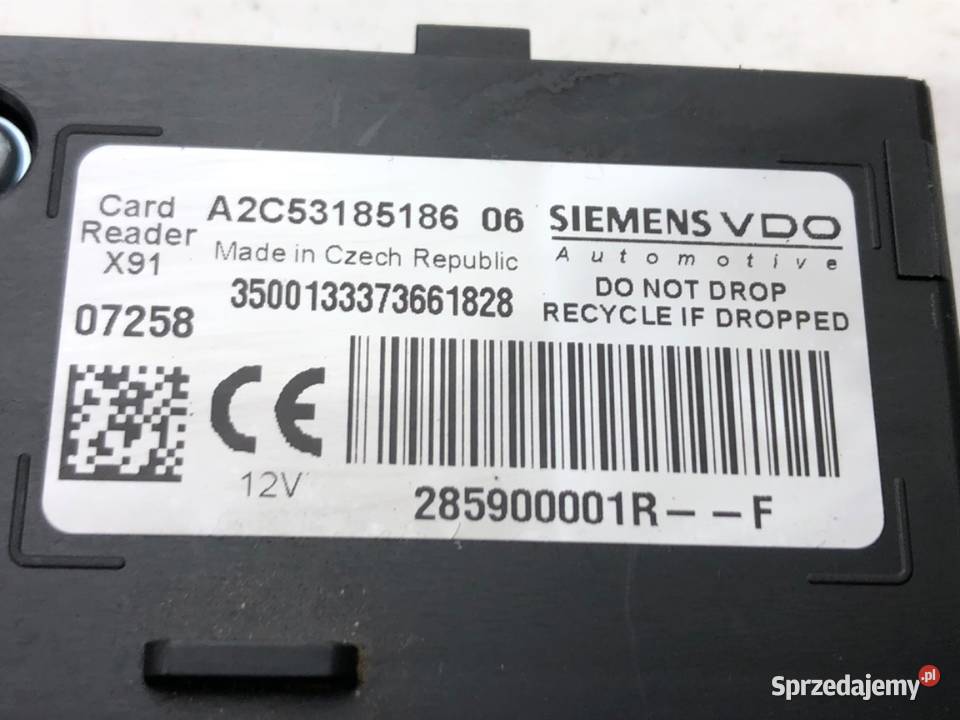 Card
Reader
X91
07258
A2C53185186 06
Made in Czech Republic
3500133373661828
SIEMENS VDO
Automotive
DO NOT DROP
RECYCLE IF DROPPED
CE
12V
285900001R--F
Sprzedajemy.pl